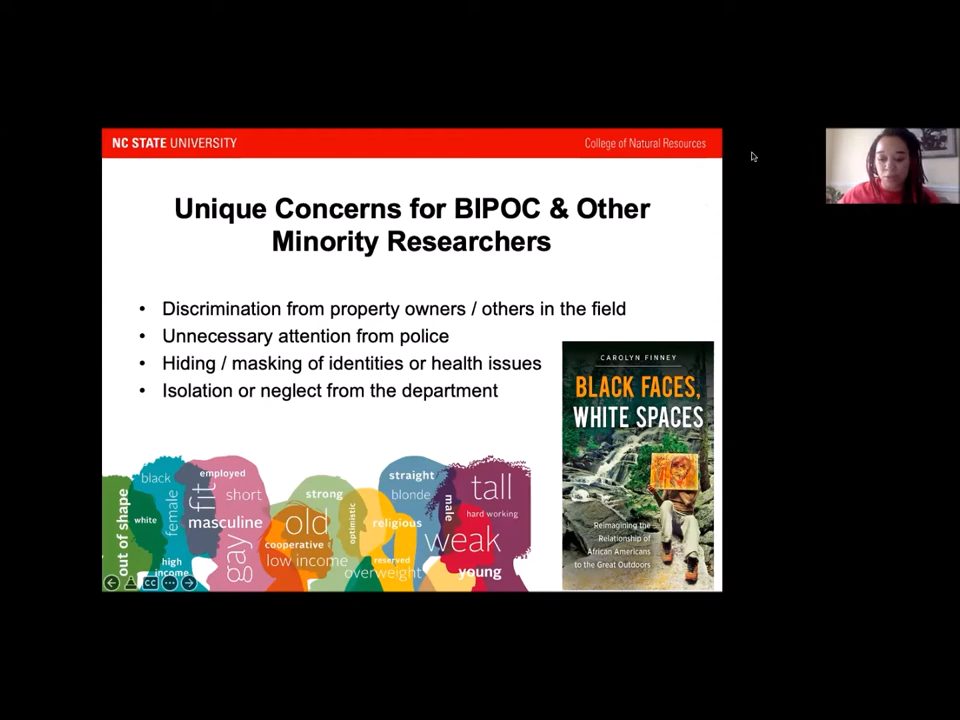 NC STATE UNIVERSITY
College of Natural Resources
Unique Concerns for BIPOC & Other
Minority Researchers
• Discrimination from property owners / others in the field
• Unnecessary attention from police
• Hiding / masking of identities or health issues
• Isolation or neglect from the department
CAROLYN FINNEY
BLACK FACES,
WHITE SPACES
Reimagining the
Relationship of
African Americans
to the Great Outdoors
out of shape
black
white
female
high
income
fit
employed
short
masculine
gay
strong
old
cooperative
low income
optimistic
religious
reserved
overweight
straight
blonde
male
tall
hard working
weak
young
CC